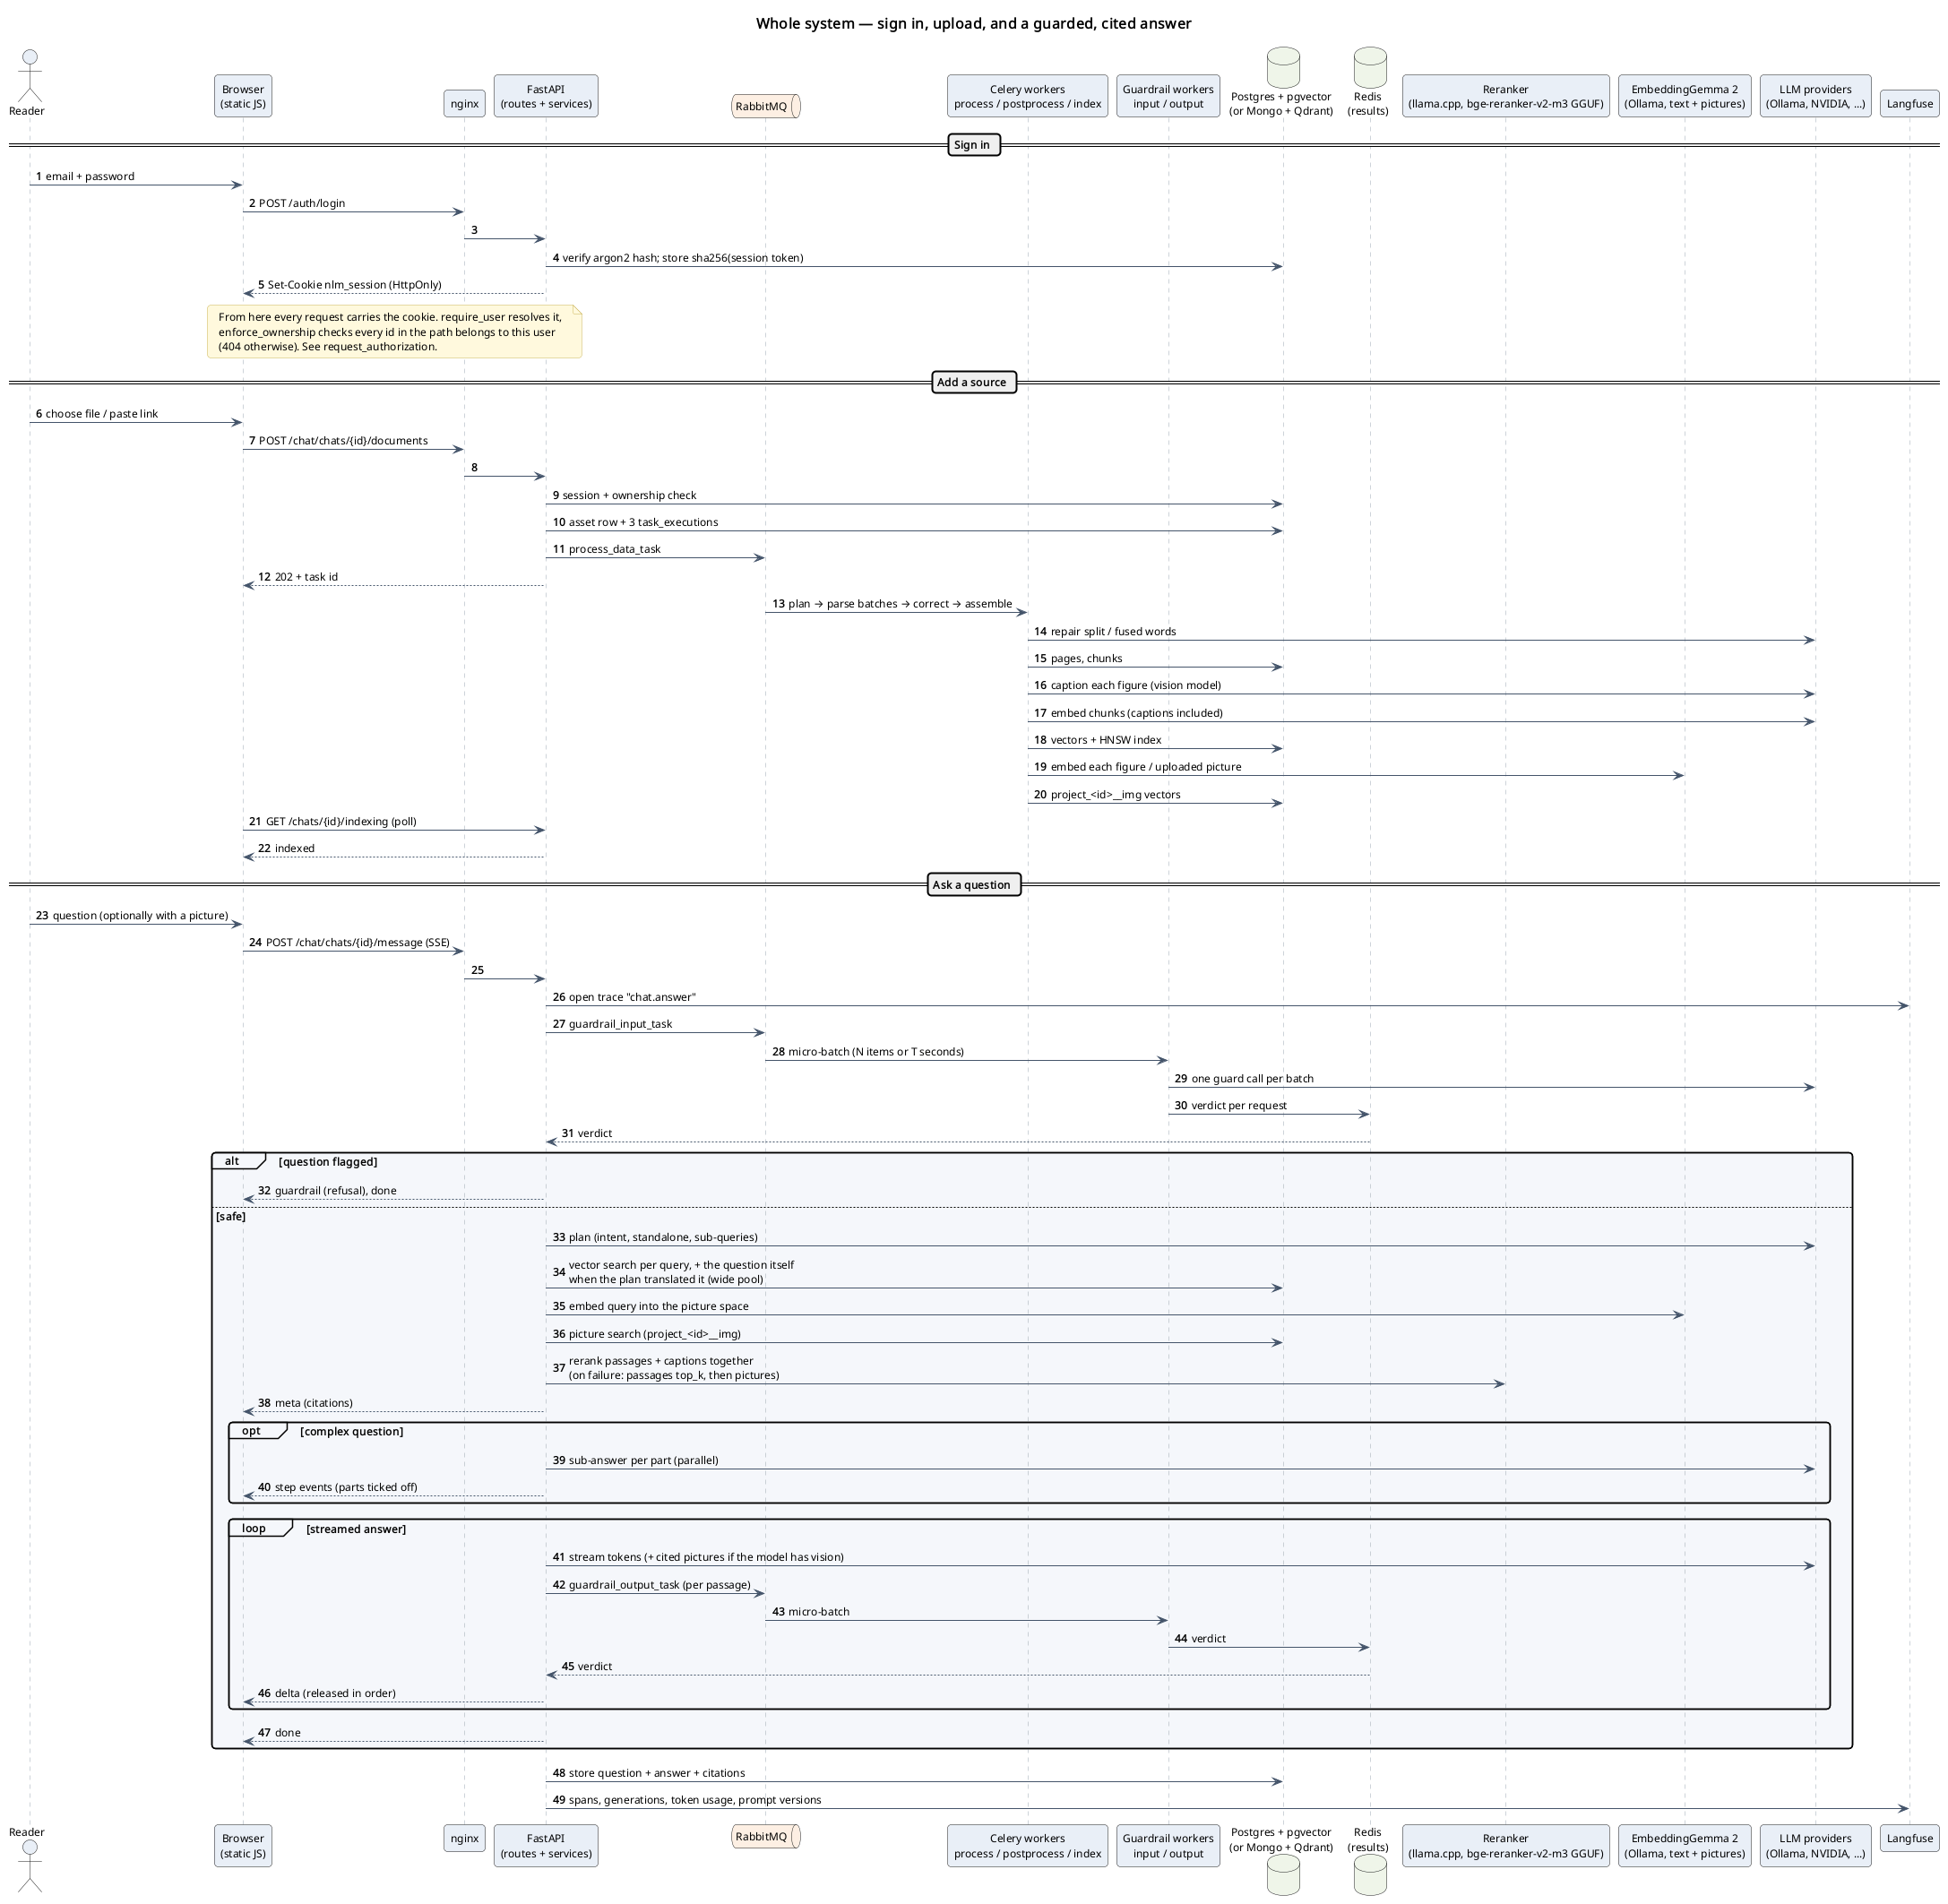 Whole system — sign in, upload, and a guarded, cited answer
Reader
Browser
(static JS)
nginx
FastAPI
(routes + services)
RabbitMQ
Celery workers
process / postprocess / index
Guardrail workers
input / output
Postgres + pgvector
(or Mongo + Qdrant)
Redis
(results)
Reranker
(llama.cpp, bge-reranker-v2-m3 GGUF)
EmbeddingGemma 2
(Ollama, text + pictures)
LLM providers
(Ollama, NVIDIA, ...)
Langfuse
Sign in
1 email + password
2 POST /auth/login
3
4 verify argon2 hash; store sha256(session token)
5 Set-Cookie nlm_session (HttpOnly)
From here every request carries the cookie. require_user resolves it,
enforce_ownership checks every id in the path belongs to this user
(404 otherwise). See request_authorization.
Add a source
6 choose file / paste link
7 POST /chat/chats/{id}/documents
8
9 session + ownership check
10 asset row + 3 task_executions
11 process_data_task
12 202 + task id
13 plan → parse batches → correct → assemble
14 repair split / fused words
15 pages, chunks
16 caption each figure (vision model)
17 embed chunks (captions included)
18 vectors + HNSW index
19 embed each figure / uploaded picture
20 project_<id>__img vectors
21 GET /chats/{id}/indexing (poll)
22 indexed
Ask a question
23 question (optionally with a picture)
24 POST /chat/chats/{id}/message (SSE)
25
26 open trace "chat.answer"
27 guardrail_input_task
28 micro-batch (N items or T seconds)
29 one guard call per batch
30 verdict per request
31 verdict
alt [question flagged]
32 guardrail (refusal), done
[safe]
33 plan (intent, standalone, sub-queries)
34 vector search per query, + the question itself
when the plan translated it (wide pool)
35 embed query into the picture space
36 picture search (project_<id>__img)
37 rerank passages + captions together
(on failure: passages top_k, then pictures)
38 meta (citations)
opt [complex question]
39 sub-answer per part (parallel)
40 step events (parts ticked off)
loop [streamed answer]
41 stream tokens (+ cited pictures if the model has vision)
42 guardrail_output_task (per passage)
43 micro-batch
44 verdict
45 verdict
46 delta (released in order)
47 done
48 store question + answer + citations
49 spans, generations, token usage, prompt versions
Reader
Browser
(static JS)
nginx
FastAPI
(routes + services)
RabbitMQ
Celery workers
process / postprocess / index
Guardrail workers
input / output
Postgres + pgvector
(or Mongo + Qdrant)
Redis
(results)
Reranker
(llama.cpp, bge-reranker-v2-m3 GGUF)
EmbeddingGemma 2
(Ollama, text + pictures)
LLM providers
(Ollama, NVIDIA, ...)
Langfuse